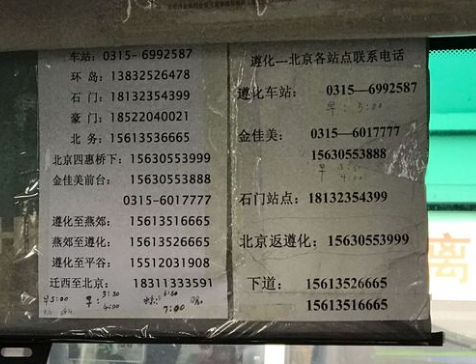 车站：0315-6992587
环 岛：13832526478
石 门：18132354399
豪 门：18522040021
北 务：15613536665
北京四惠桥下：15630553999
金佳美前台：15630553888
0315-6017777
遵化至燕郊：15613516665
燕郊至遵化：15613526665
遵化至平谷：15512031908
迁西至北京：18311333591
遵化—北京各站点联系电话
遵化车站：0315—6992587
早：5:00
金佳美：0315—6017777
15630553888
石门站点：18132354399
北京返遵化：15630553999
下道：15613526665
15613516665
离